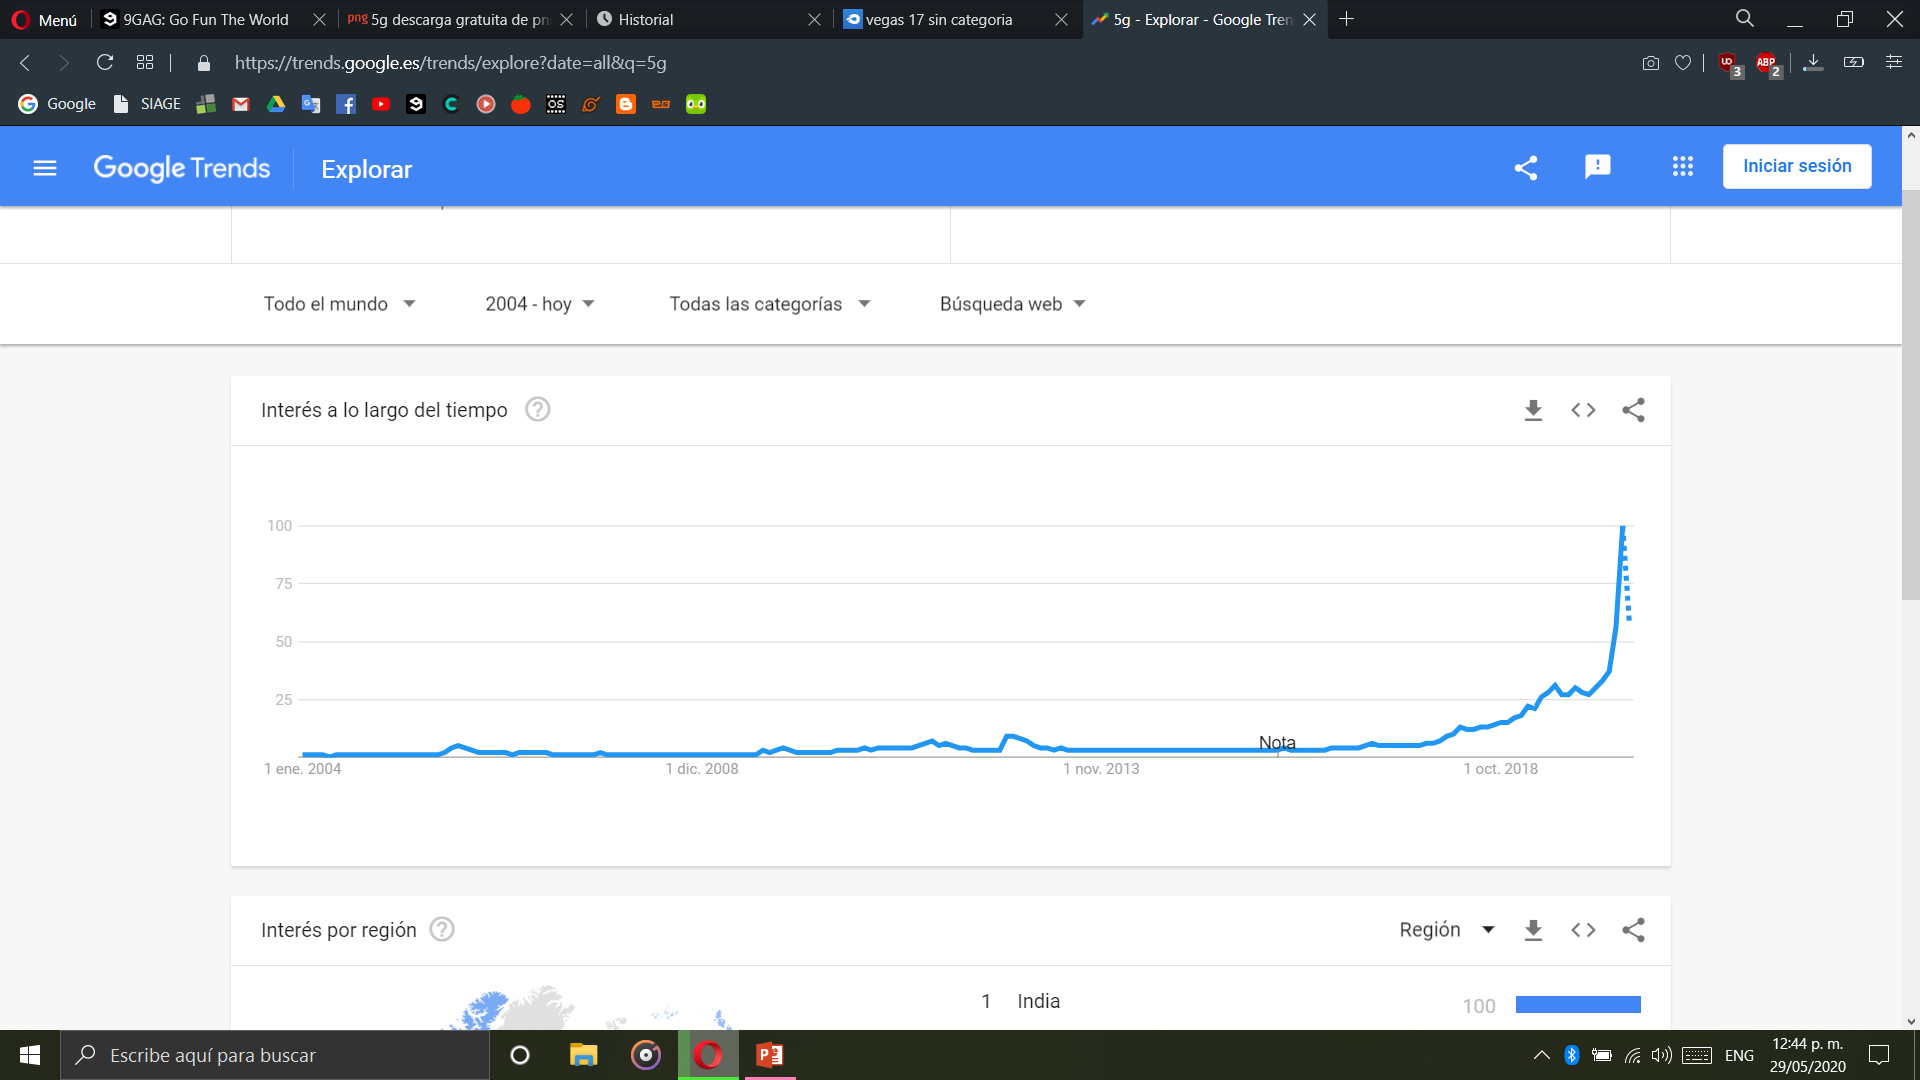 Menú
9GAG: Go Fun The World
png 5g descarga gratuita de pn
Historial
vegas 17 sin categoria
5g - Explorar - Google Tren
https://trends.google.es/trends/explore?date=all&q=5g
3
ABP
2
Google
SIAGE
OS
Google Trends
Explorar
Iniciar sesión
Todo el mundo
2004 - hoy
Todas las categorías
Búsqueda web
Interés a lo largo del tiempo
100
75
50
25
Nota
1 ene. 2004
1 dic. 2008
1 nov. 2013
1 oct. 2018
Interés por región
Región
1 India 100
Escribe aquí para buscar
ENG
12:44 p. m.
29/05/2020